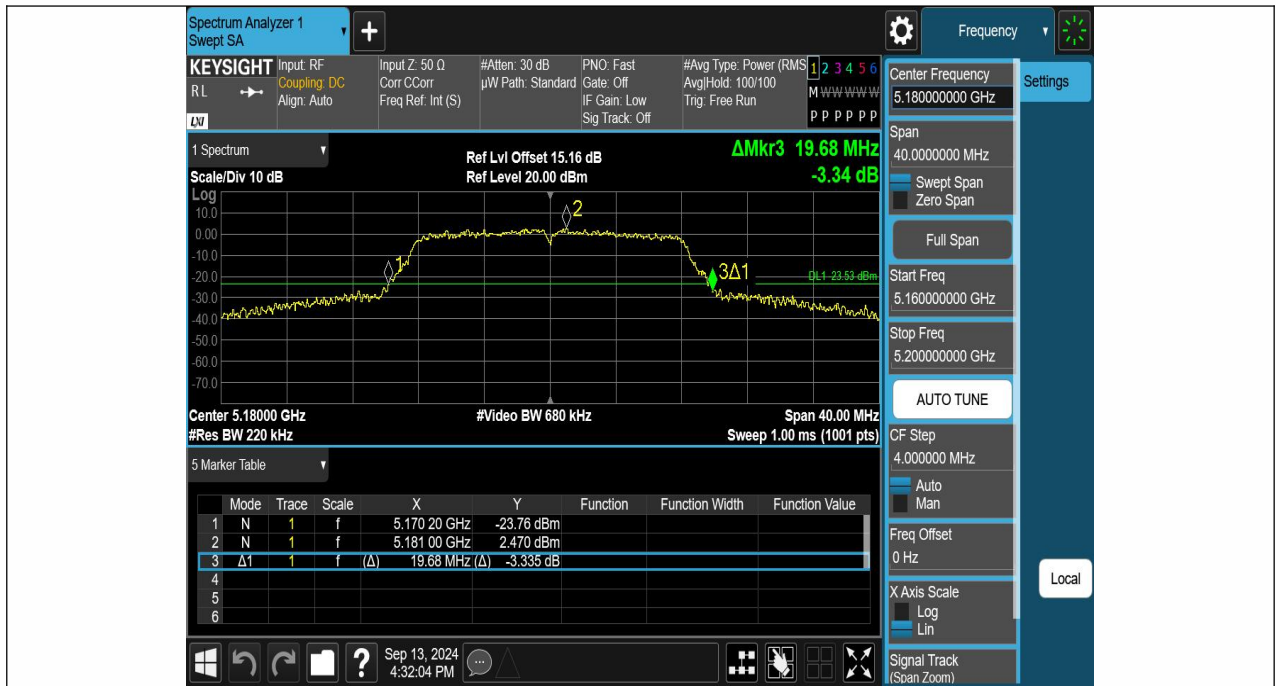 Spectrum Analyzer 1
Swept SA
+
Frequency
KEYSIGHT
RL
LXI
Input: RF
Coupling: DC
Align: Auto
Input Z: 50 Ω
Corr CCorr
Freq Ref: Int (S)
#Atten: 30 dB
µW Path: Standard
PNO: Fast
Gate: Off
IF Gain: Low
Sig Track: Off
#Avg Type: Power (RMS
Avg|Hold: 100/100
Trig: Free Run
1 2 3 4 5 6
M W W W W W
P P P P P P
1 Spectrum
Scale/Div 10 dB
Ref Lvl Offset 15.16 dB
Ref Level 20.00 dBm
ΔMkr3 19.68 MHz
-3.34 dB
Log
10.0
0.00
-10.0
-20.0
-30.0
-40.0
-50.0
-60.0
-70.0
1
2
3Δ1
DL1 -23.53 dBm
Center 5.18000 GHz
#Video BW 680 kHz
Span 40.00 MHz
#Res BW 220 kHz
Sweep 1.00 ms (1001 pts)
5 Marker Table
Mode Trace Scale X Y Function Function Width Function Value
1 N 1 f 5.170 20 GHz -23.76 dBm
2 N 1 f 5.181 00 GHz 2.470 dBm
3 Δ1 1 f (Δ) 19.68 MHz (Δ) -3.335 dB
4
5
6
?
Sep 13, 2024
4:32:04 PM
Center Frequency
5.180000000 GHz
Settings
Span
40.0000000 MHz
Swept Span
Zero Span
Full Span
Start Freq
5.160000000 GHz
Stop Freq
5.200000000 GHz
AUTO TUNE
CF Step
4.000000 MHz
Auto
Man
Freq Offset
0 Hz
X Axis Scale
Log
Lin
Local
Signal Track
(Span Zoom)